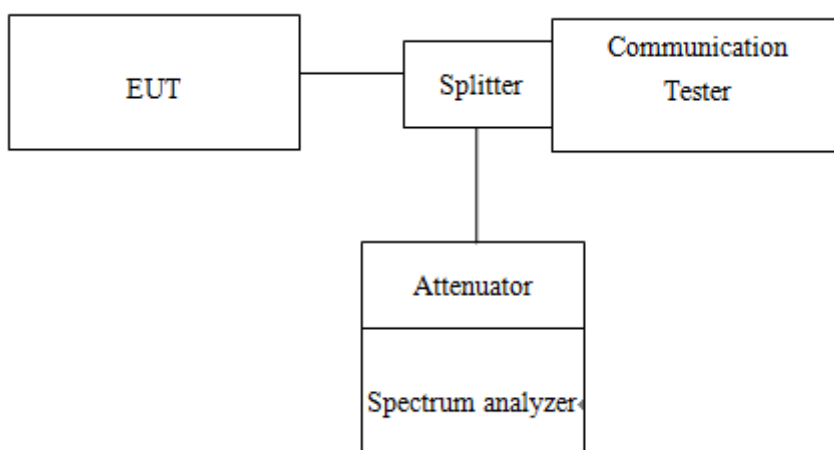 EUT
Splitter
Communication
Tester
Attenuator
Spectrum analyzer